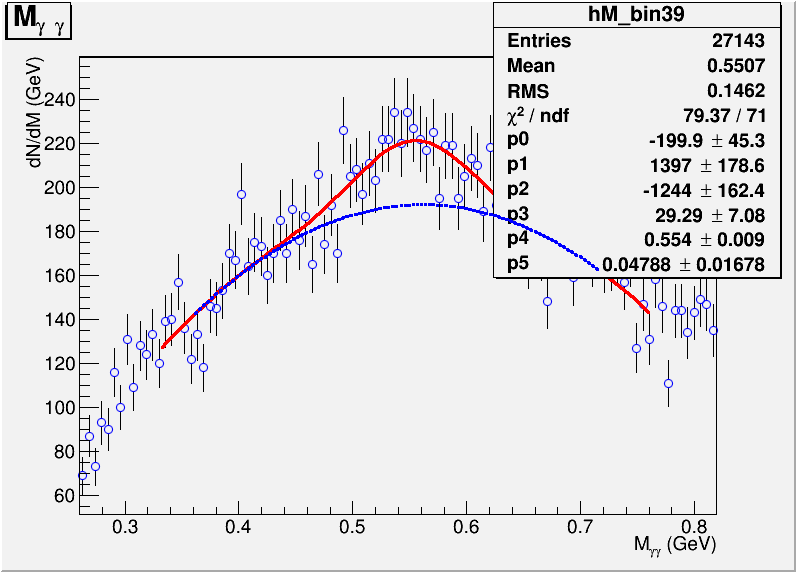 Mγ γ
hM_bin39
Entries 27143
Mean 0.5507
RMS 0.1462
χ² / ndf 79.37 / 71
p0 -199.9 ± 45.3
p1 1397 ± 178.6
p2 -1244 ± 162.4
p3 29.29 ± 7.08
p4 0.554 ± 0.009
p5 0.04788 ± 0.01678
dN/dM (GeV)
240
220
200
180
160
140
120
100
80
60
0.3 0.4 0.5 0.6 0.7 0.8
Mγγ (GeV)